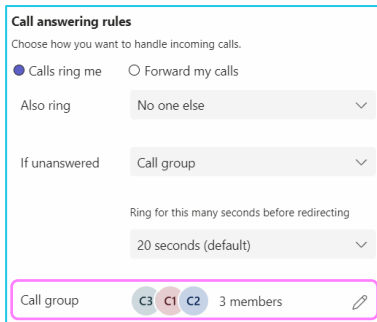 Call answering rules
Choose how you want to handle incoming calls.
Calls ring me Forward my calls
Also ring No one else
If unanswered Call group
Ring for this many seconds before redirecting
20 seconds (default)
Call group C3 C1 C2 3 members